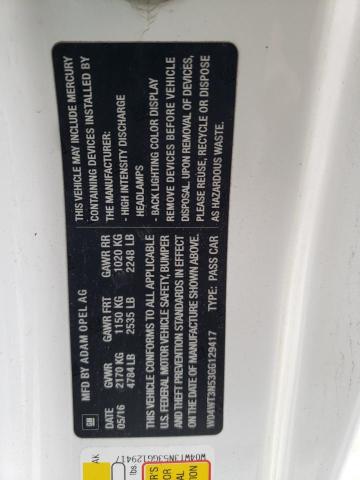 MFD BY ADAM OPEL AG
DATE GVWR GAWR FRT GAWR RR
05/16 2170 KG 1150 KG 1020 KG
4784 LB 2535 LB 2248 LB
THIS VEHICLE CONFORMS TO ALL APPLICABLE
U.S. FEDERAL MOTOR VEHICLE SAFETY, BUMPER
AND THEFT PREVENTION STANDARDS IN EFFECT
ON THE DATE OF MANUFACTURE SHOWN ABOVE.
W04WT3N53GG129417 TYPE: PASS CAR
THIS VEHICLE MAY INCLUDE MERCURY
CONTAINING DEVICES INSTALLED BY
THE MANUFACTURER:
- HIGH INTENSITY DISCHARGE
HEADLAMPS
- BACK LIGHTING COLOR DISPLAY
REMOVE DEVICES BEFORE VEHICLE
DISPOSAL. UPON REMOVAL OF DEVICES,
PLEASE REUSE, RECYCLE OR DISPOSE
AS HAZARDOUS WASTE.
GM
AK
W04WT3N53GG129417
lbs.